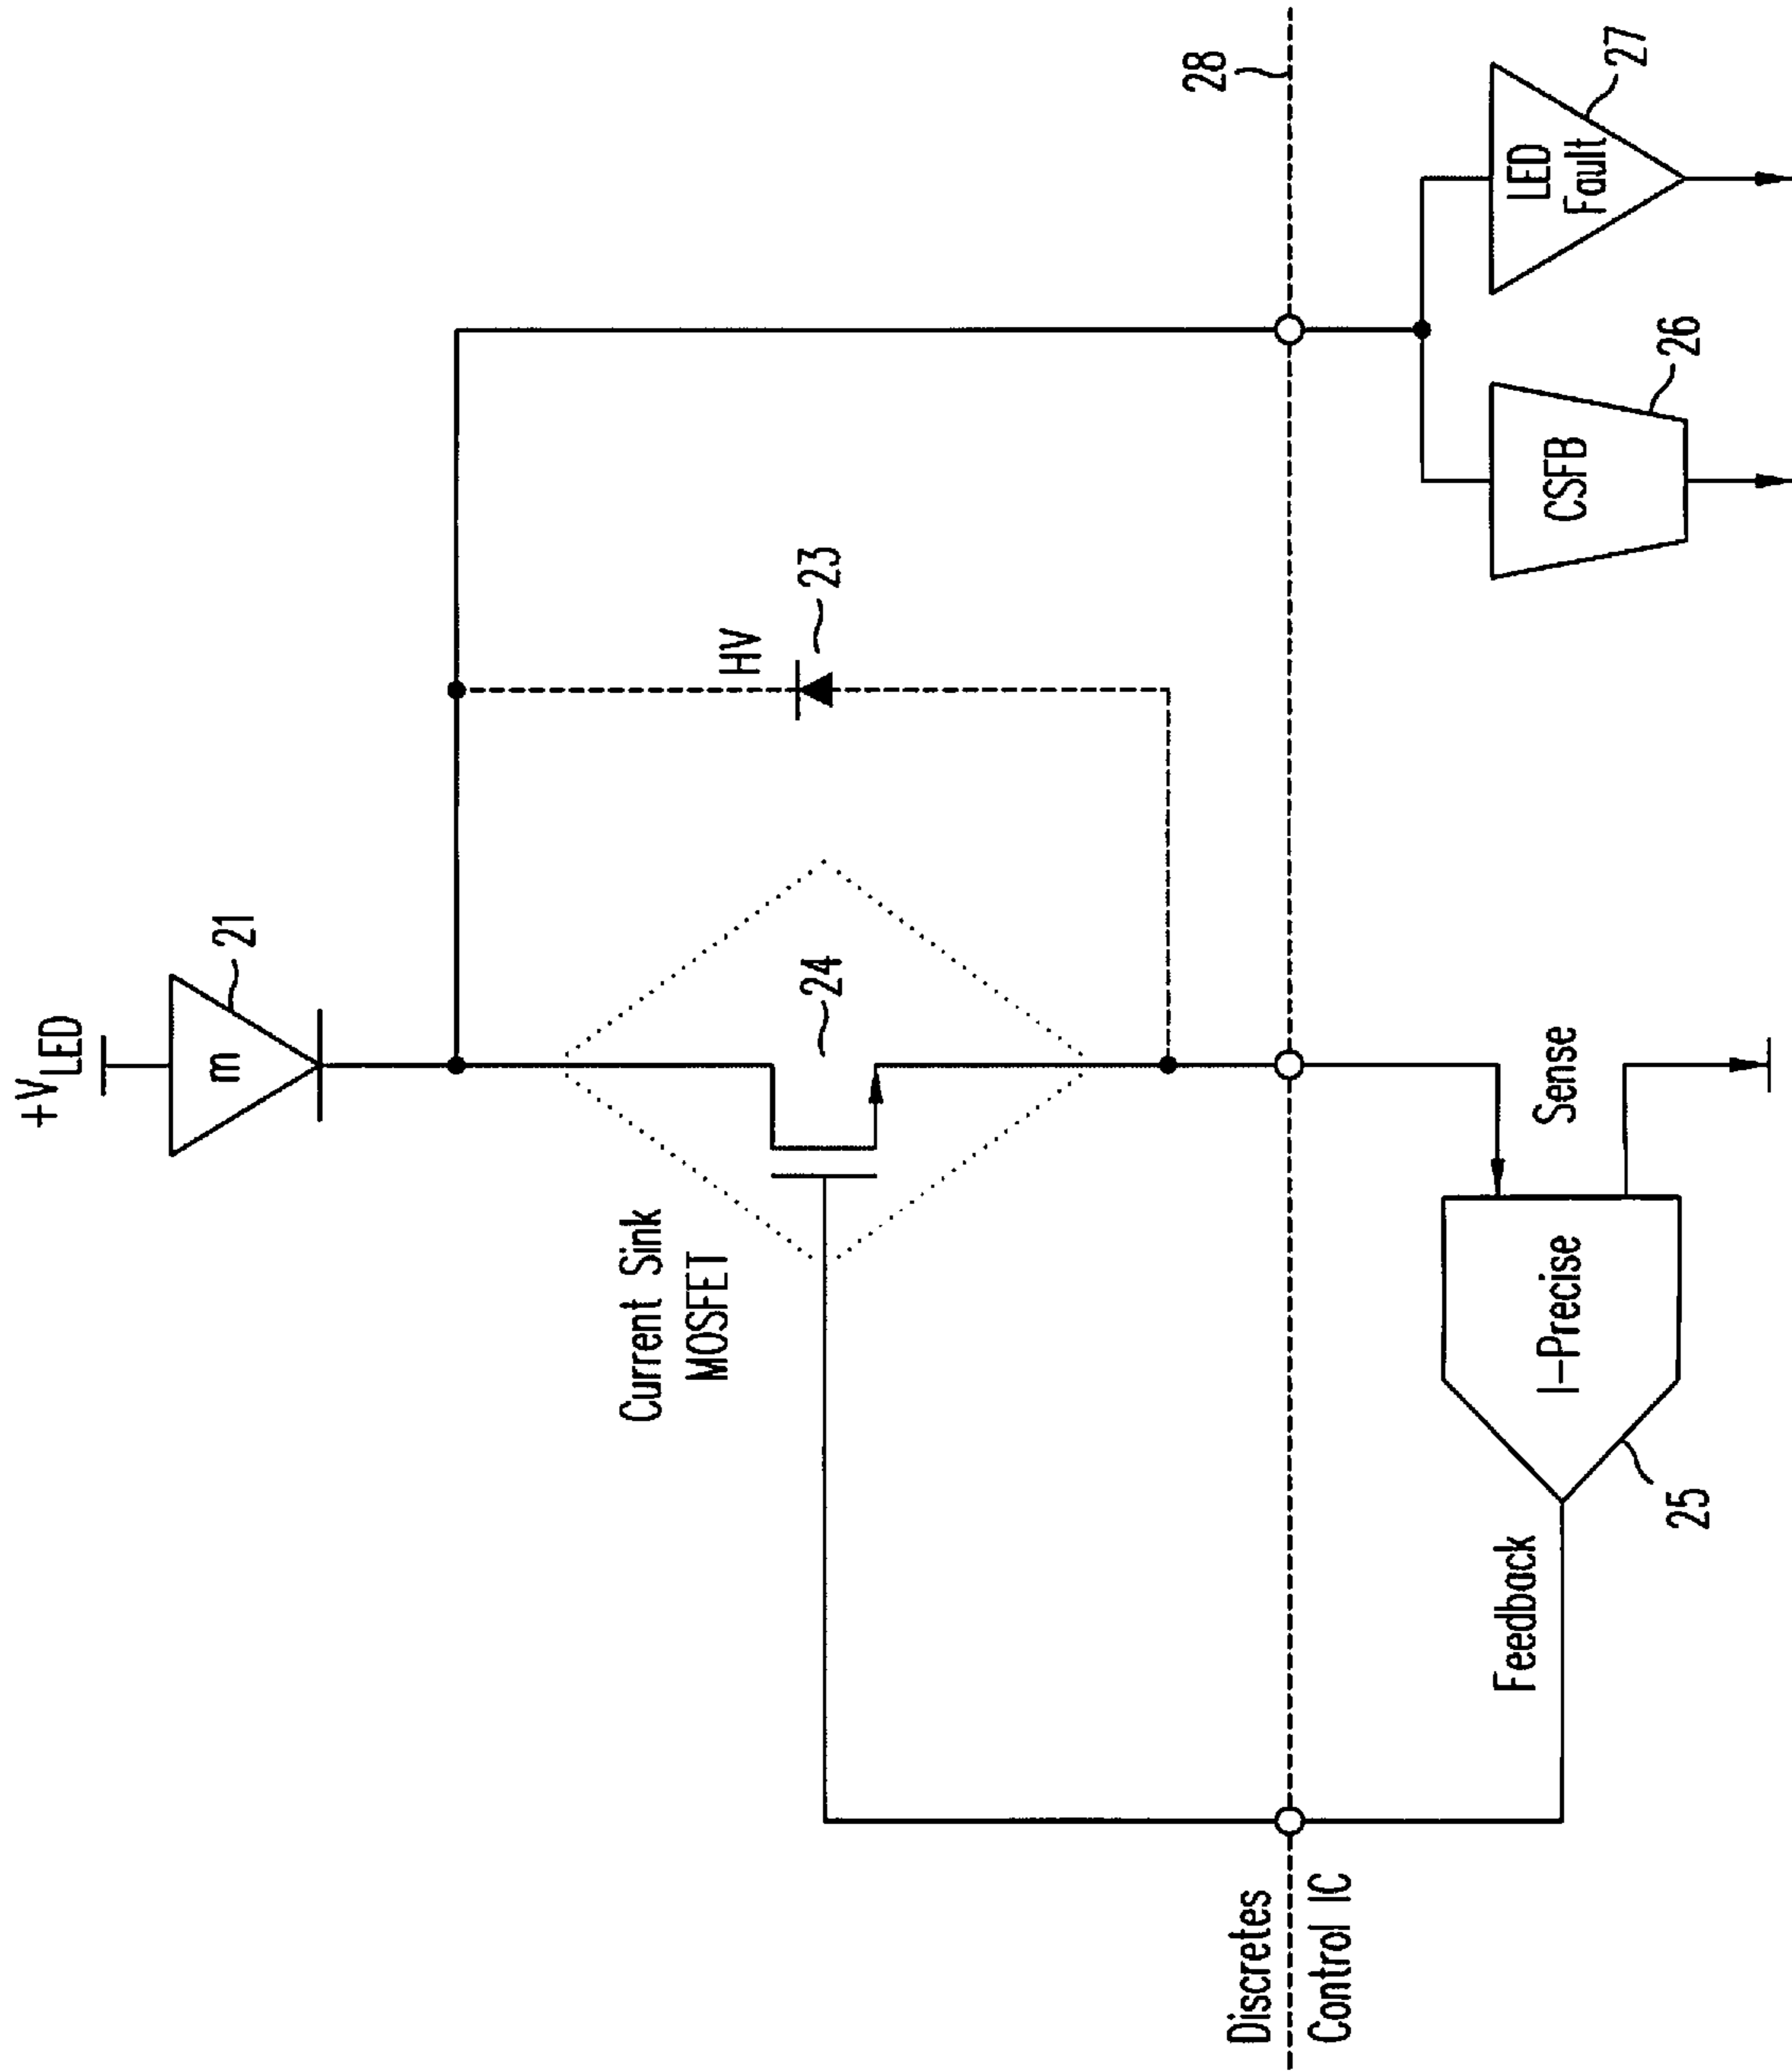 +VLED
m
21
Current Sink
MOSFET
24
HV
23
28
Discretes
Control IC
Feedback
Sense
I-Precise
25
CSFB
26
LED
Fault
27